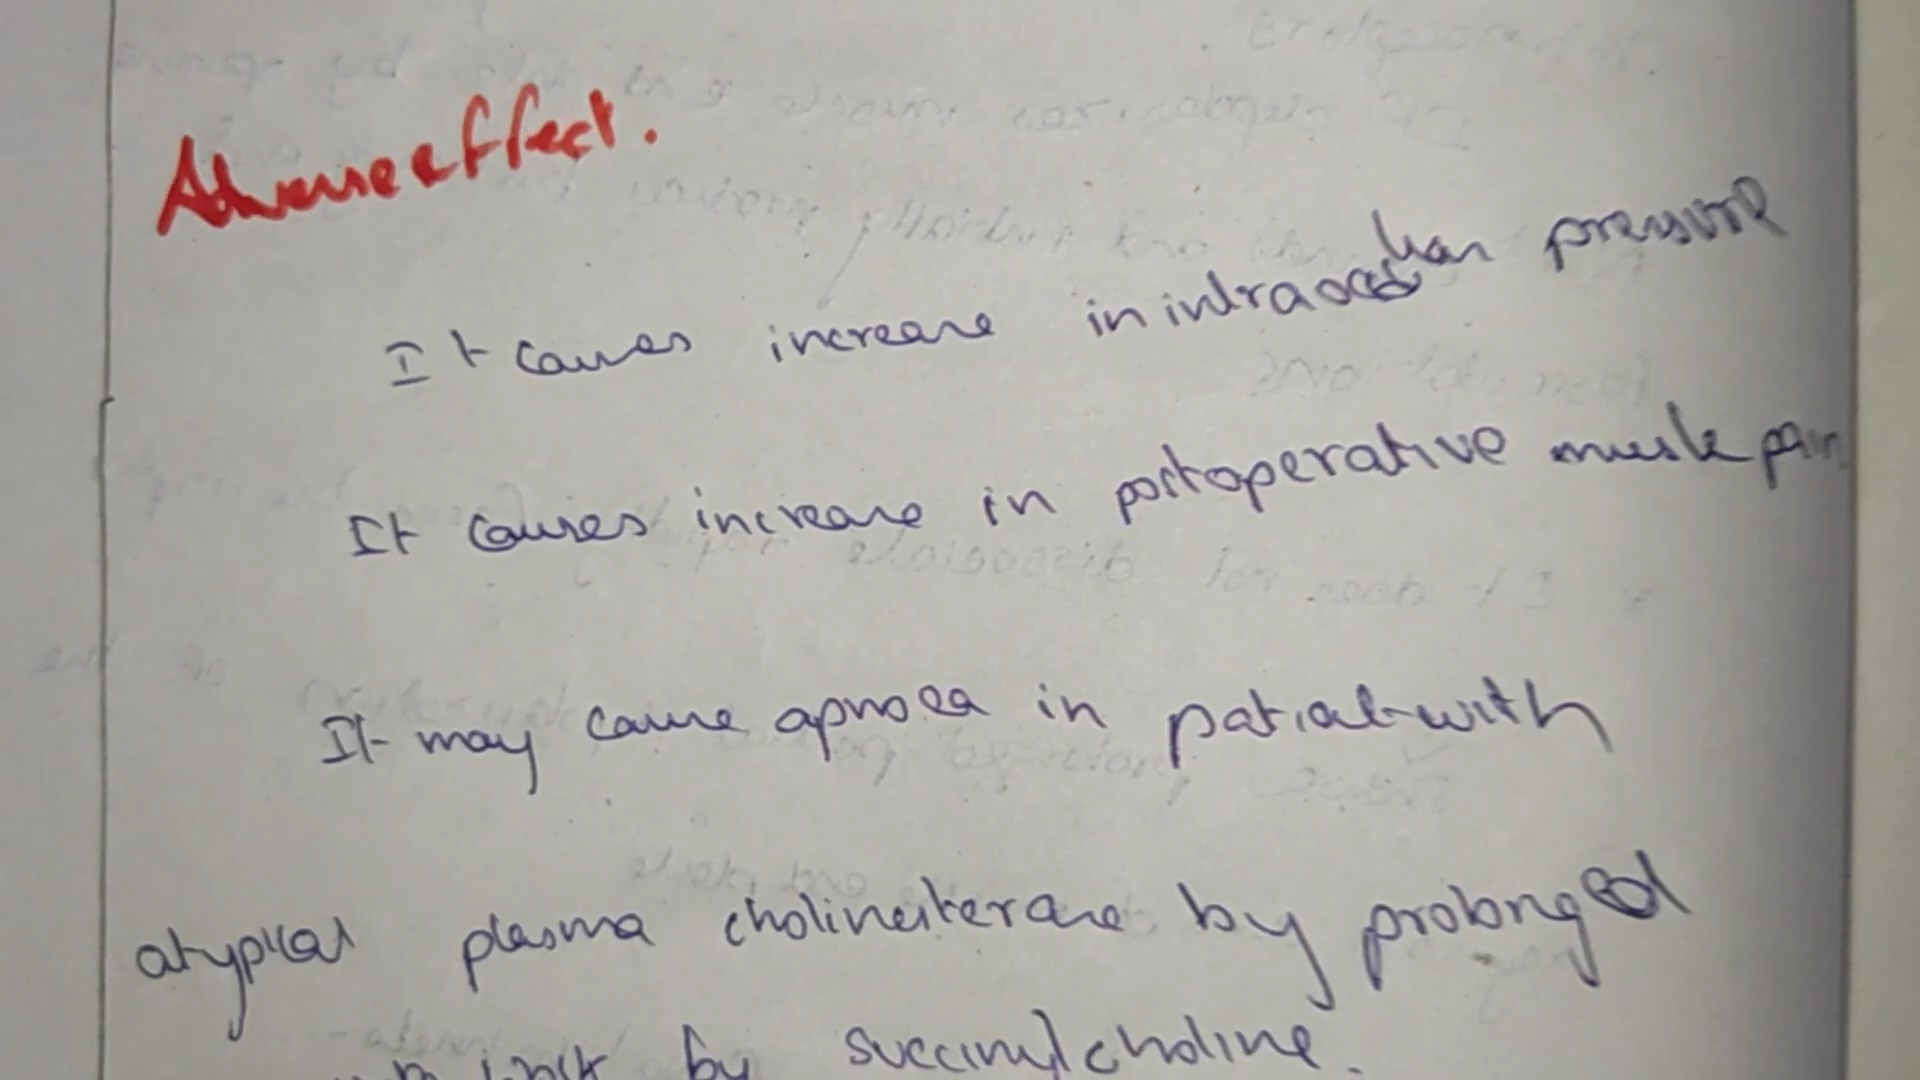 Adverse effect.
It causes increase in intraocular pressure
It causes increase in postoperative muscle pain
It may cause apnoea in patient with
atypical plasma cholinesterase by prolonged
by succinylcholine.